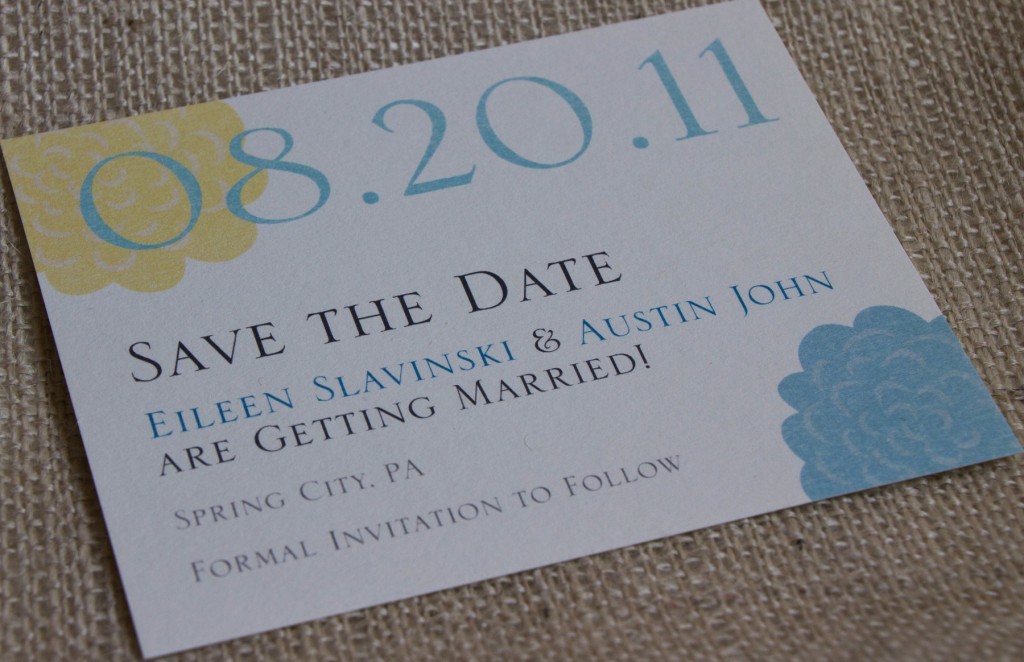 08.20.11
Save the Date
Eileen Slavinski & Austin John
are Getting Married!
Spring City, PA
Formal Invitation to Follow